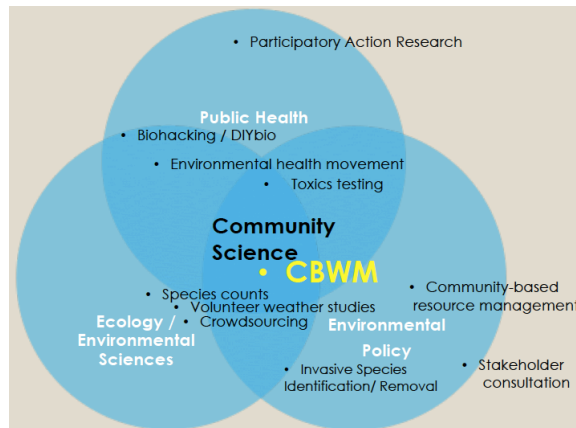 • Participatory Action Research
Public Health
• Biohacking / DIYbio
• Environmental health movement
• Toxics testing
Community
Science
• CBWM
• Species counts
• Volunteer weather studies
• Crowdsourcing
Ecology /
Environmental
Sciences
• Community-based
resource management
Environmental
Policy
• Invasive Species
Identification/ Removal
• Stakeholder
consultation